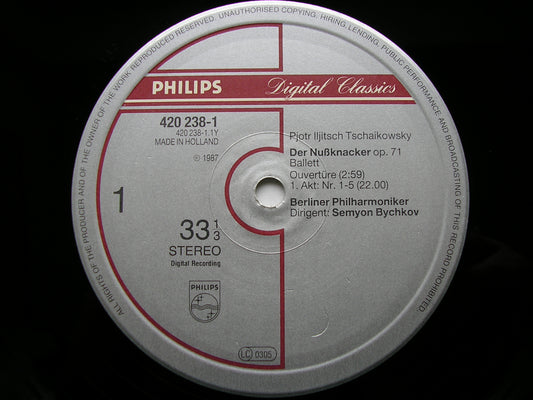 ALL RIGHTS OF THE PRODUCER AND OF THE OWNER OF THE WORK REPRODUCED RESERVED. UNAUTHORISED COPYING, HIRING, LENDING, PUBLIC PERFORMANCE AND BROADCASTING OF THIS RECORD PROHIBITED.
PHILIPS
Digital Classics
420 238-1
420 238-1.1Y
MADE IN HOLLAND
℗ 1987
1
33 1/3
STEREO
Digital Recording
PHILIPS
Pjotr Iljitsch Tschaikowsky
Der Nußknacker op. 71
Ballett
Ouvertüre (2:59)
1. Akt: Nr. 1-5 (22.00)
Berliner Philharmoniker
Dirigent: Semyon Bychkov
LC 0305